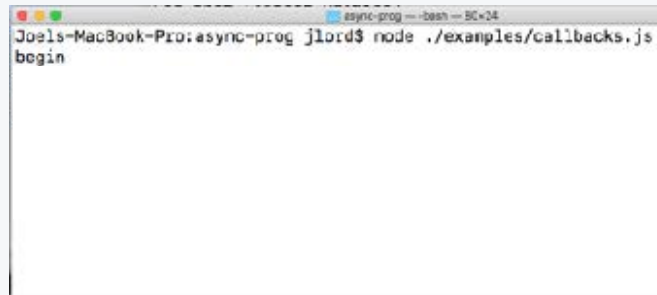 async-prog — -bash — 80×24
Joels-MacBook-Pro:async-prog jlord$ node ./examples/callbacks.js
begin